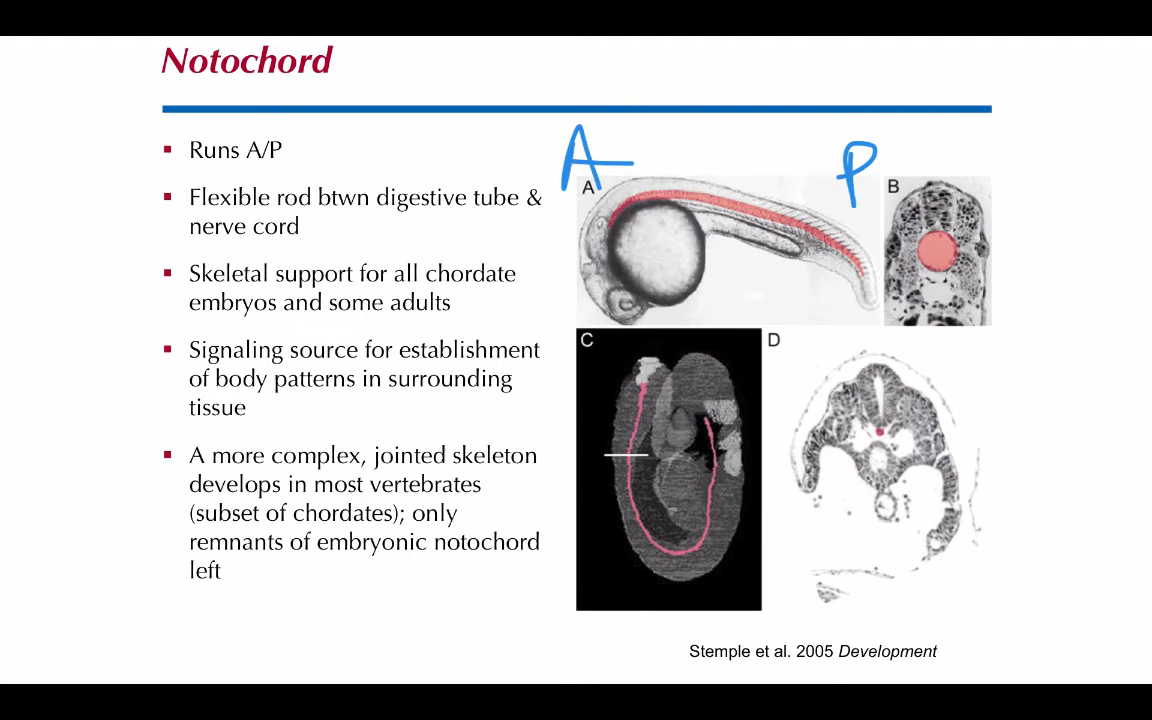 Notochord
▪ Runs A/P
▪ Flexible rod btwn digestive tube &
nerve cord
▪ Skeletal support for all chordate
embryos and some adults
▪ Signaling source for establishment
of body patterns in surrounding
tissue
▪ A more complex, jointed skeleton
develops in most vertebrates
(subset of chordates); only
remnants of embryonic notochord
left
A P
A B
C D
Stemple et al. 2005 Development